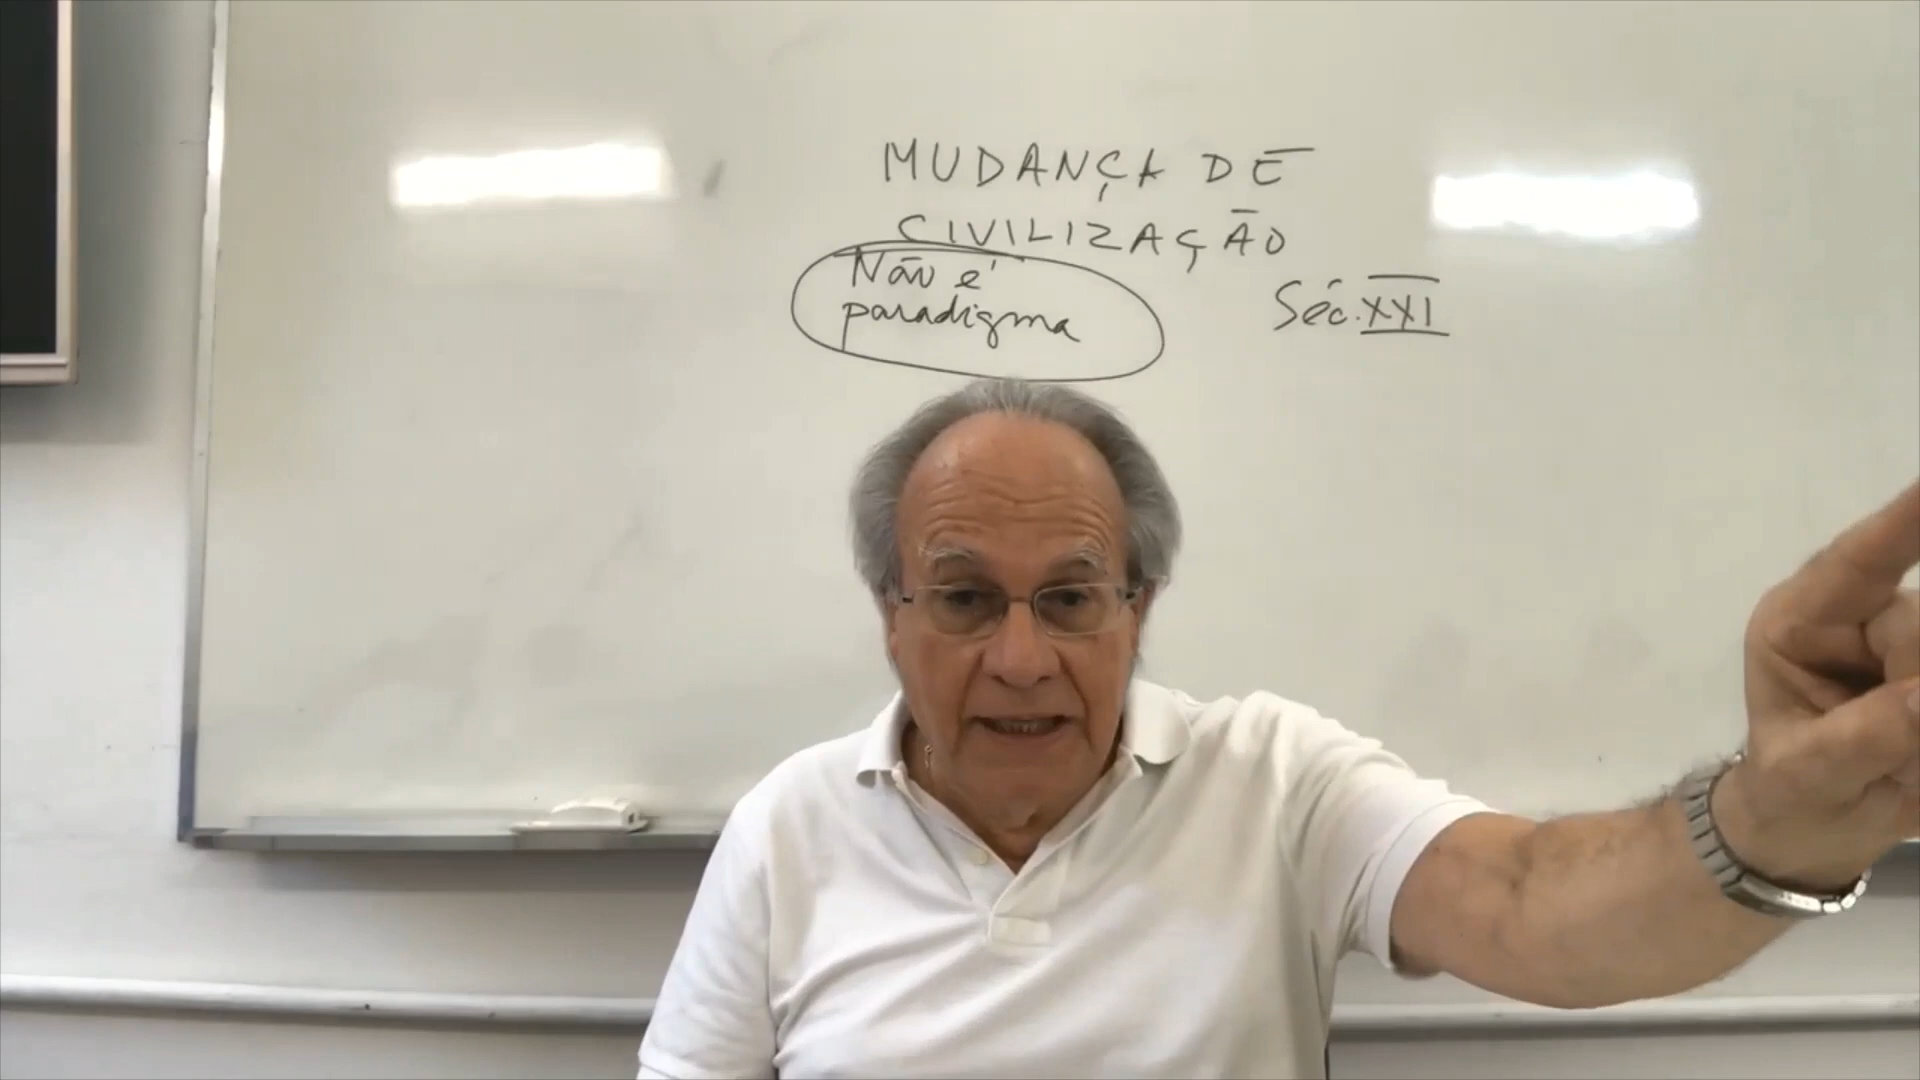 MUDANÇA DE
CIVILIZAÇÃO
Não é
paradigma
Séc. XXI